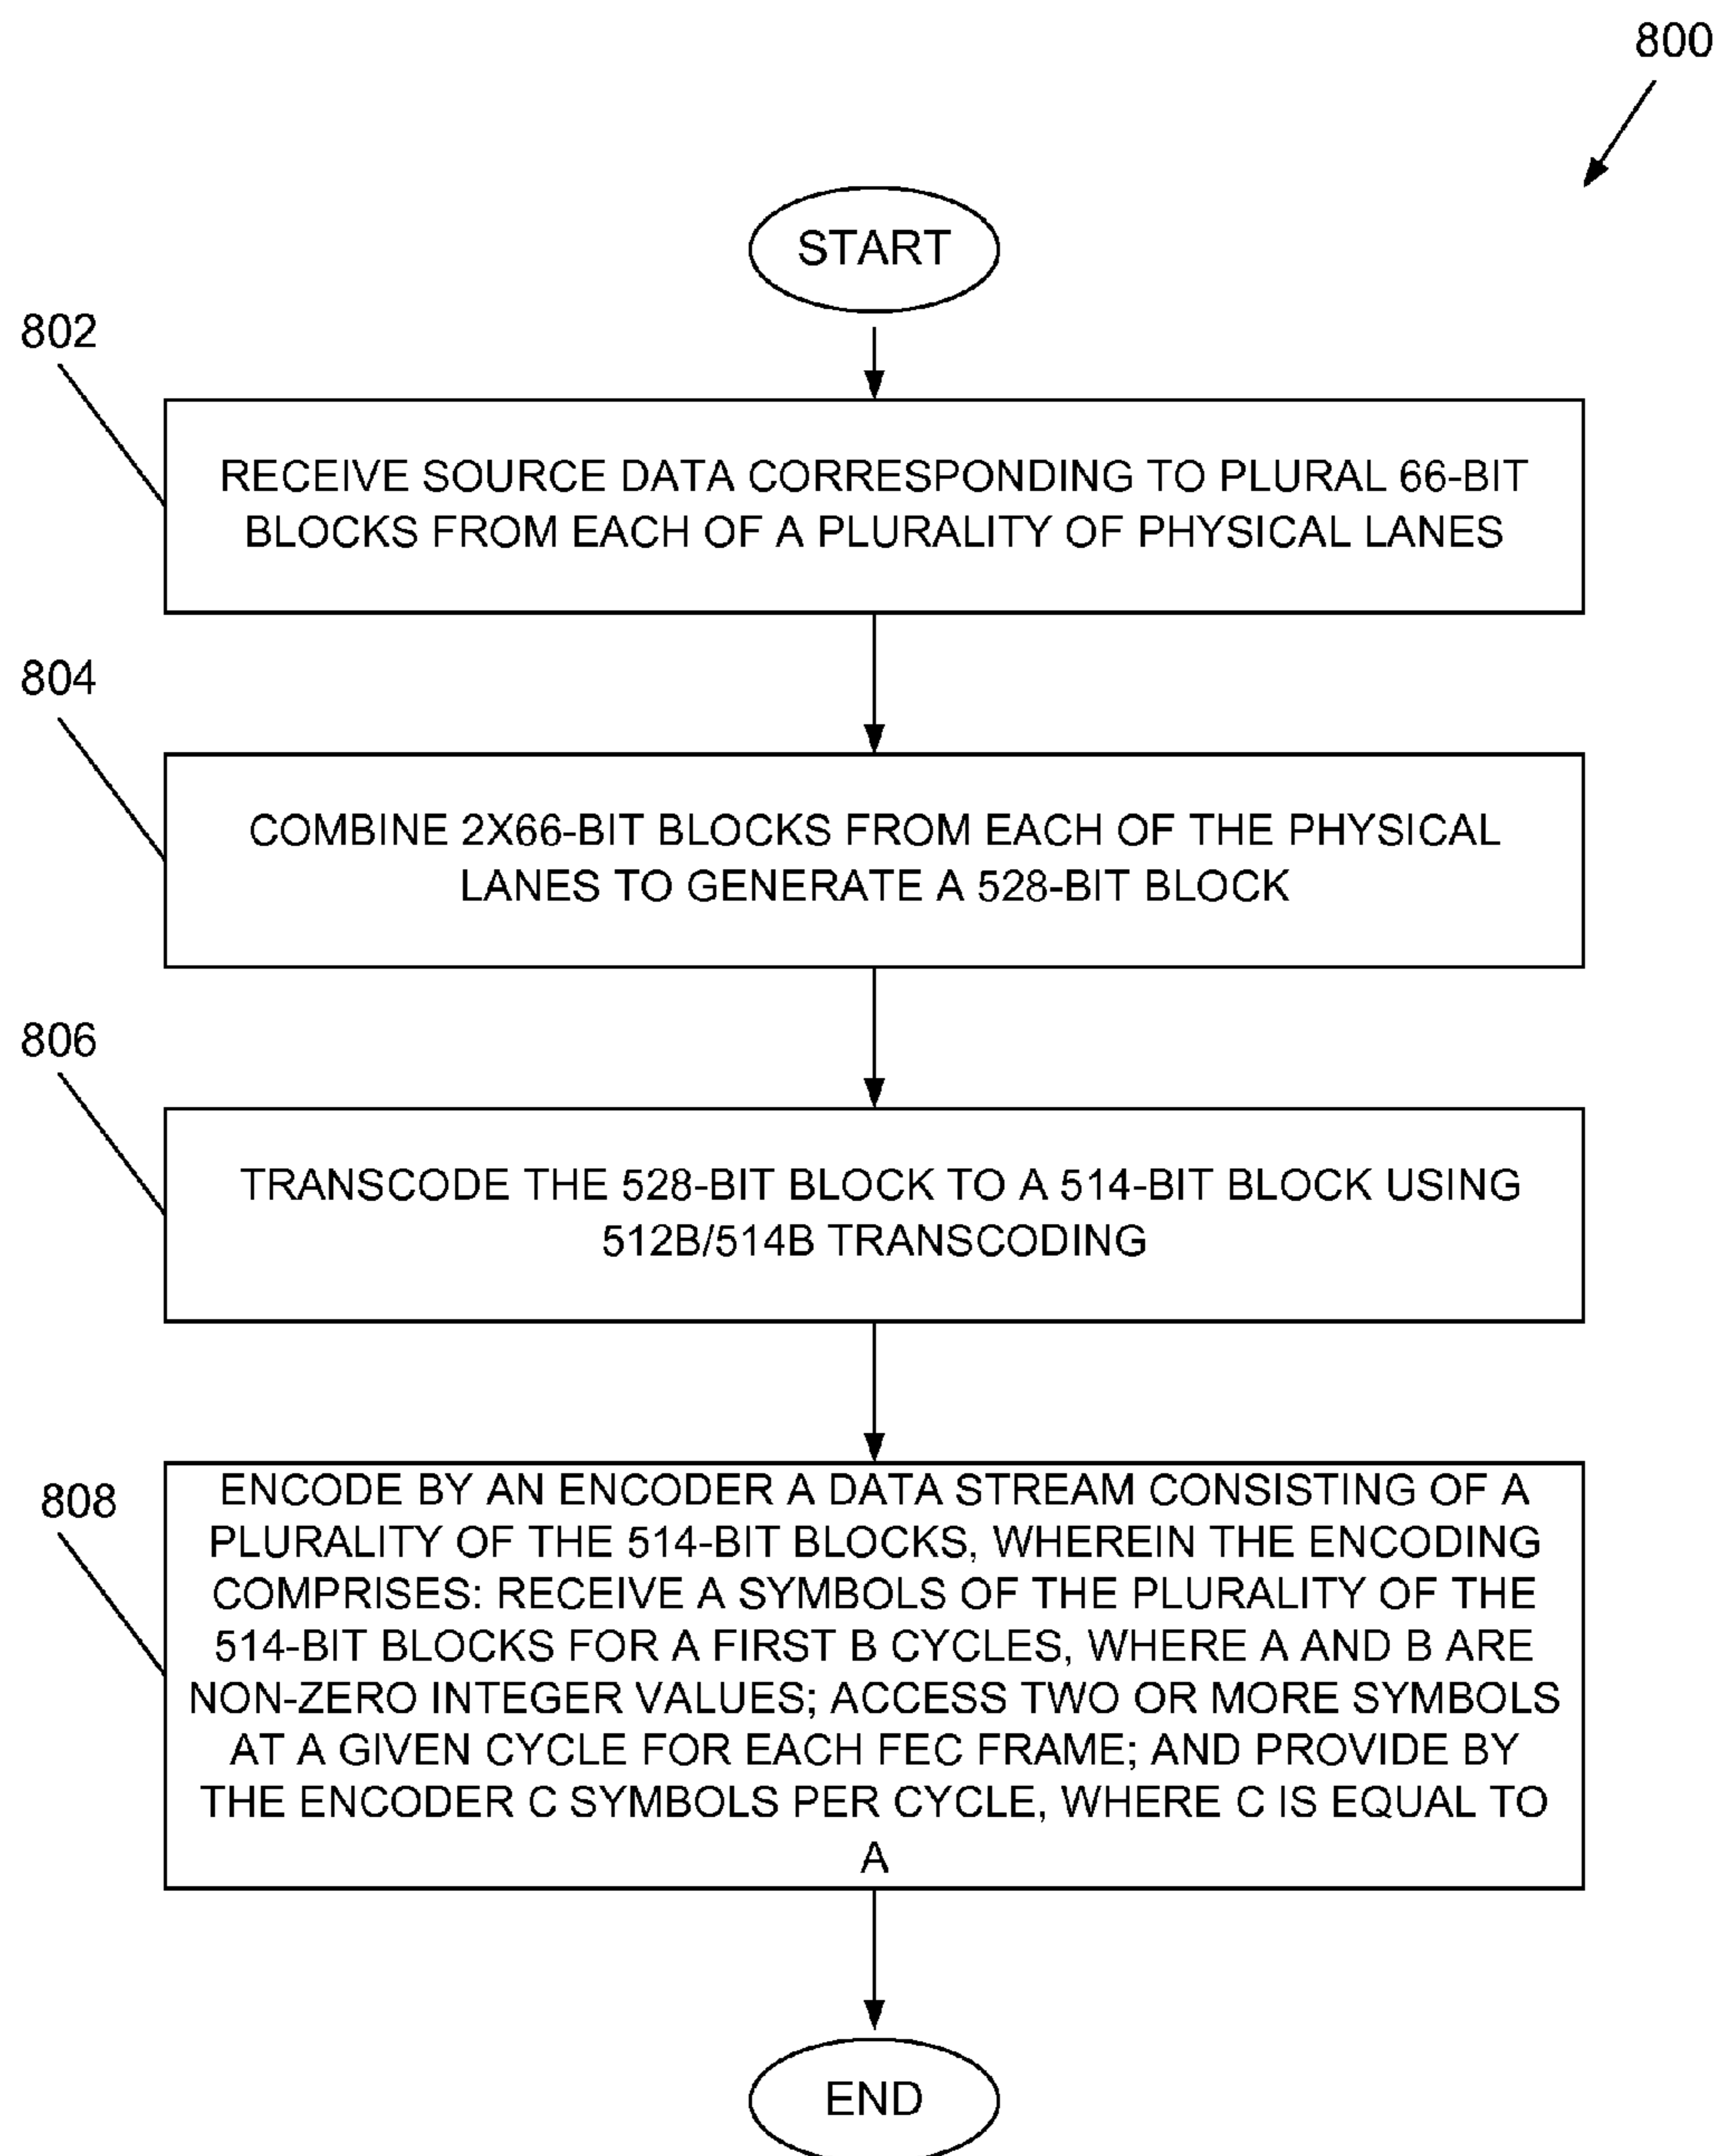 800
START
802
RECEIVE SOURCE DATA CORRESPONDING TO PLURAL 66-BIT
BLOCKS FROM EACH OF A PLURALITY OF PHYSICAL LANES
804
COMBINE 2X66-BIT BLOCKS FROM EACH OF THE PHYSICAL
LANES TO GENERATE A 528-BIT BLOCK
806
TRANSCODE THE 528-BIT BLOCK TO A 514-BIT BLOCK USING
512B/514B TRANSCODING
808
ENCODE BY AN ENCODER A DATA STREAM CONSISTING OF A
PLURALITY OF THE 514-BIT BLOCKS, WHEREIN THE ENCODING
COMPRISES: RECEIVE A SYMBOLS OF THE PLURALITY OF THE
514-BIT BLOCKS FOR A FIRST B CYCLES, WHERE A AND B ARE
NON-ZERO INTEGER VALUES; ACCESS TWO OR MORE SYMBOLS
AT A GIVEN CYCLE FOR EACH FEC FRAME; AND PROVIDE BY
THE ENCODER C SYMBOLS PER CYCLE, WHERE C IS EQUAL TO
A
END